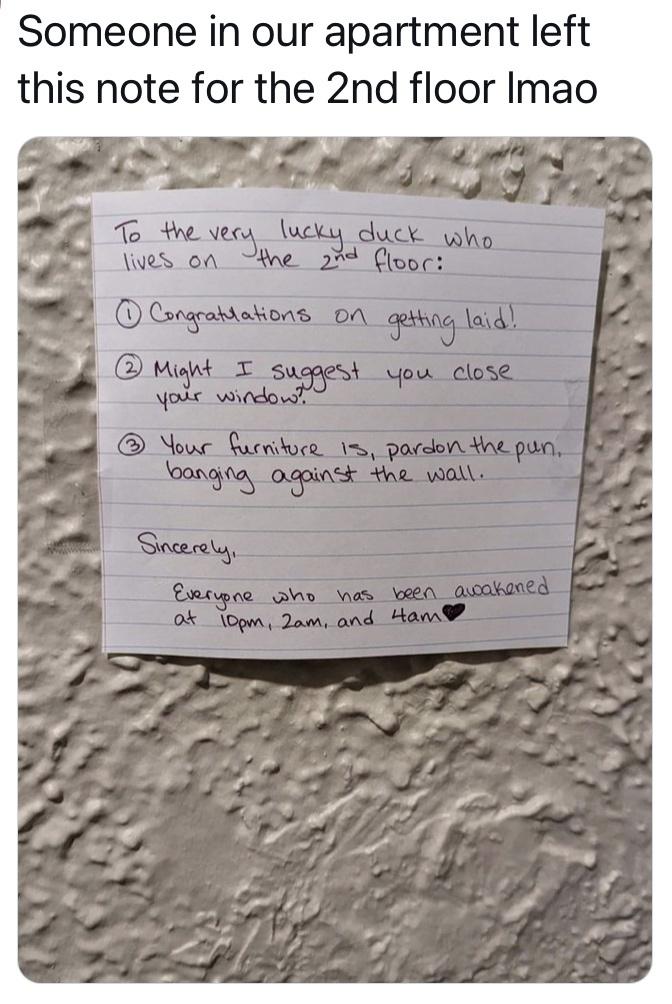 Someone in our apartment left
this note for the 2nd floor lmao
To the very lucky duck who
lives on the 2nd floor:
① Congratulations on getting laid!
② Might I suggest you close
your window?
③ Your furniture is, pardon the pun,
banging against the wall.
Sincerely,
Everyone who has been awakened
at 10pm, 2am, and 4am♥